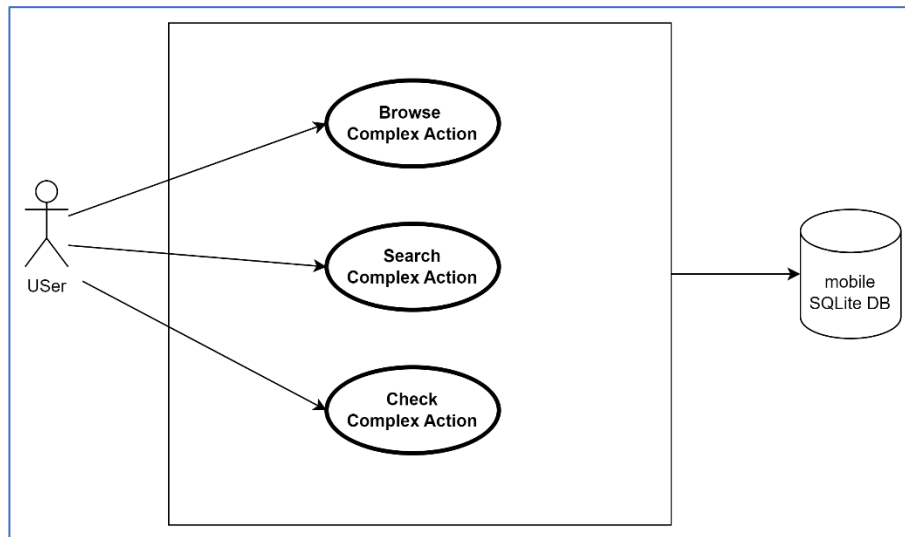 Browse
Complex Action
Search
Complex Action
USer
mobile
SQLite DB
Check
Complex Action